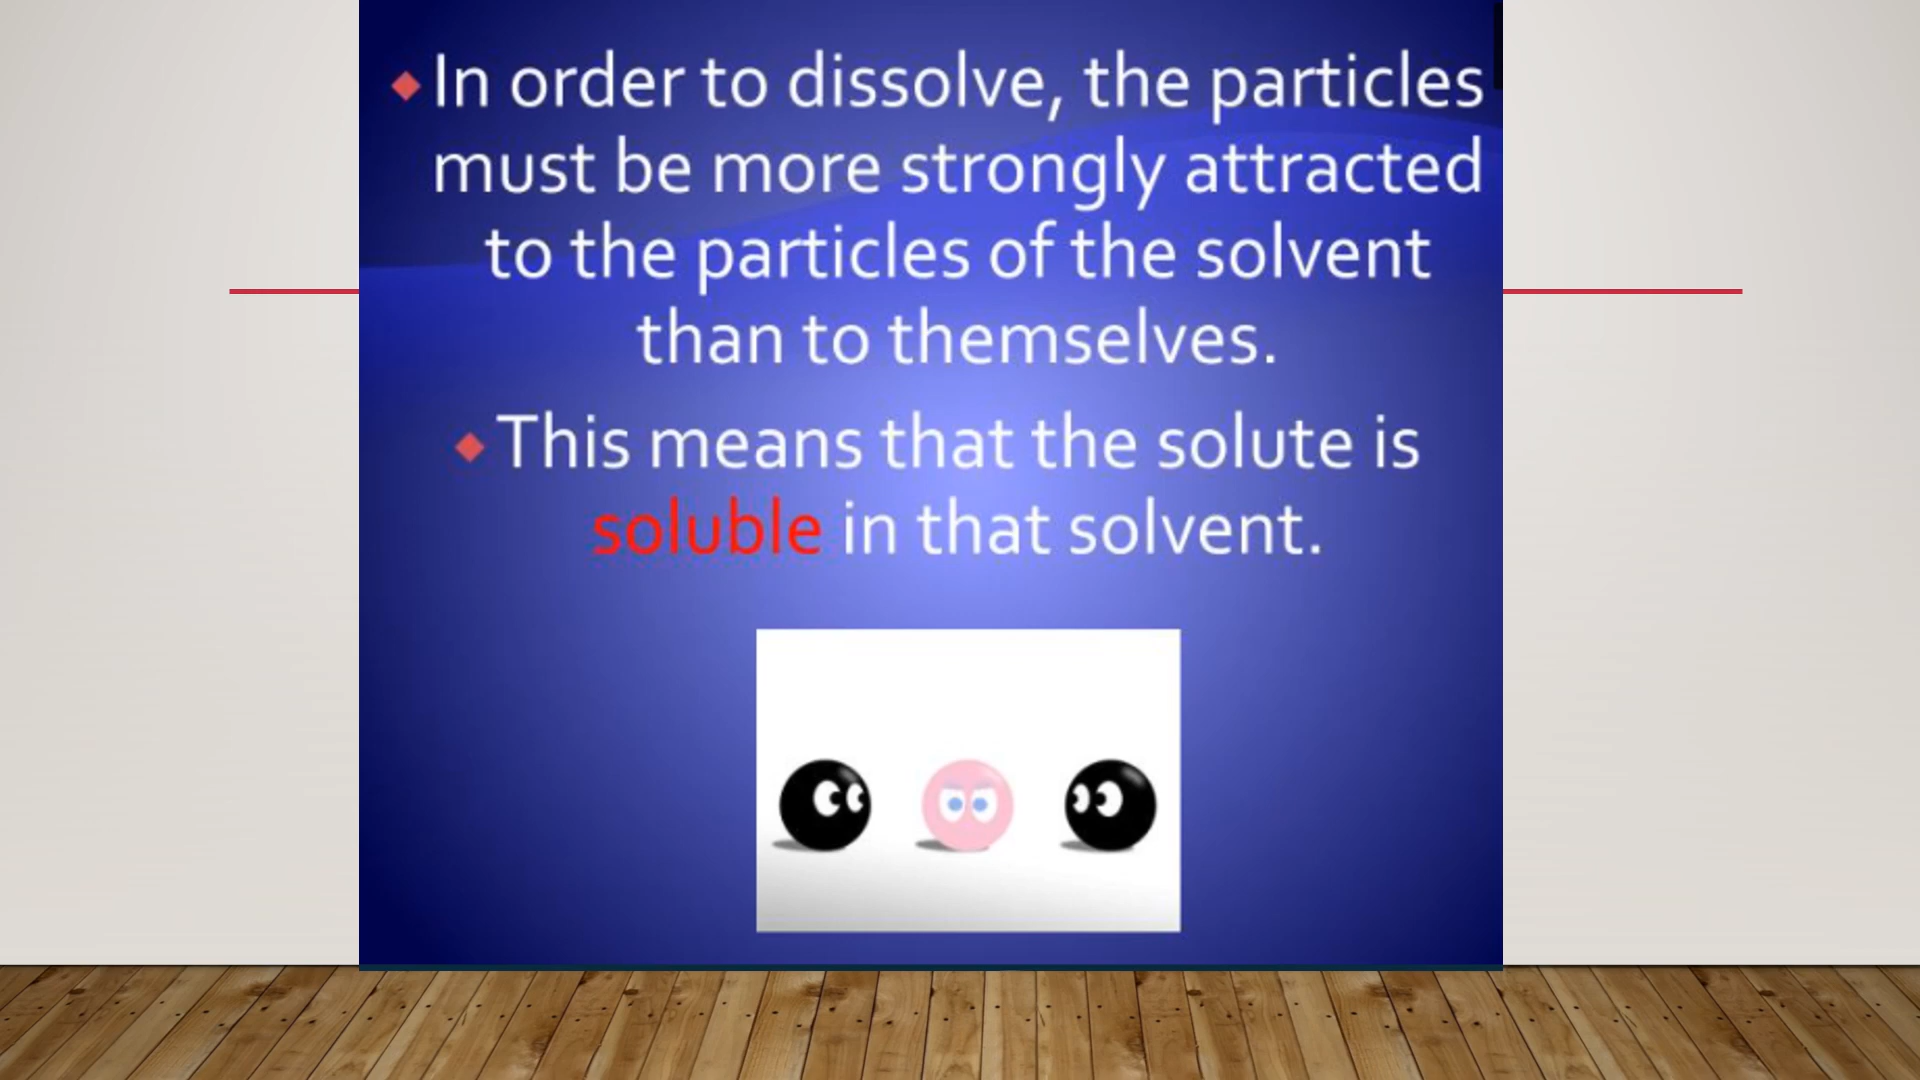 In order to dissolve, the particles
must be more strongly attracted
to the particles of the solvent
than to themselves.
This means that the solute is
soluble in that solvent.